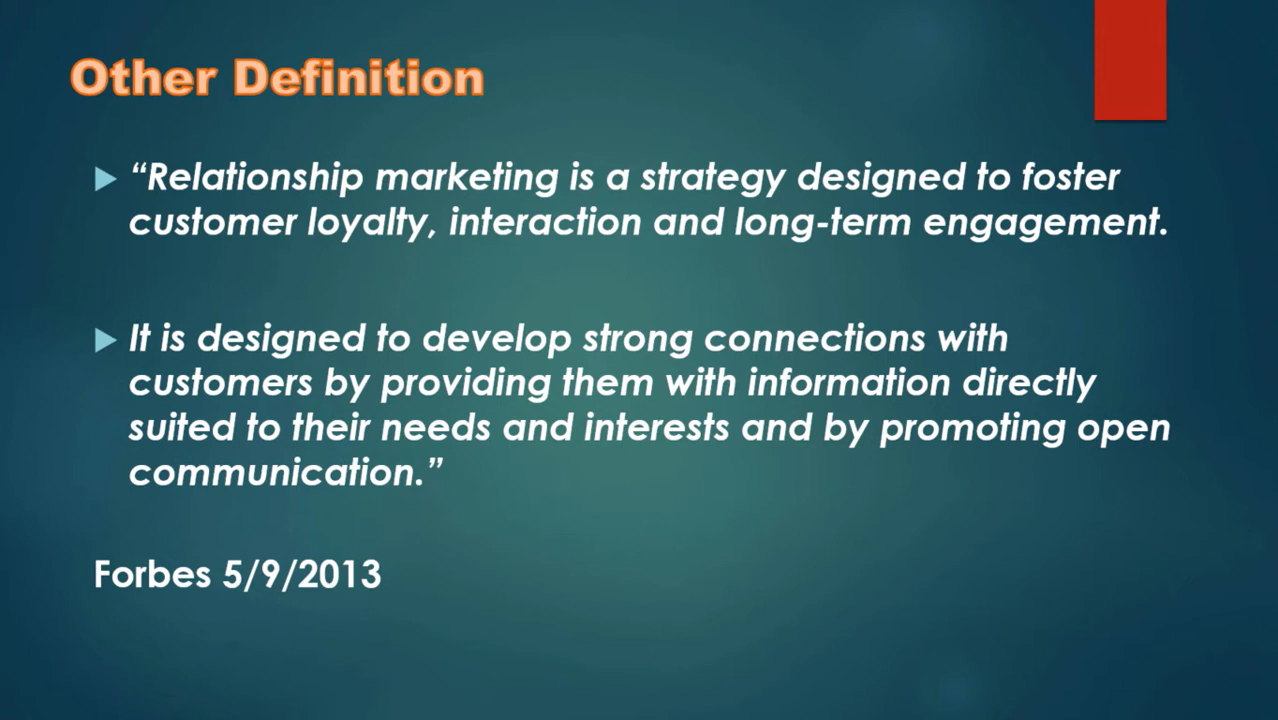 Other Definition
“Relationship marketing is a strategy designed to foster
customer loyalty, interaction and long-term engagement.
It is designed to develop strong connections with
customers by providing them with information directly
suited to their needs and interests and by promoting open
communication.”
Forbes 5/9/2013